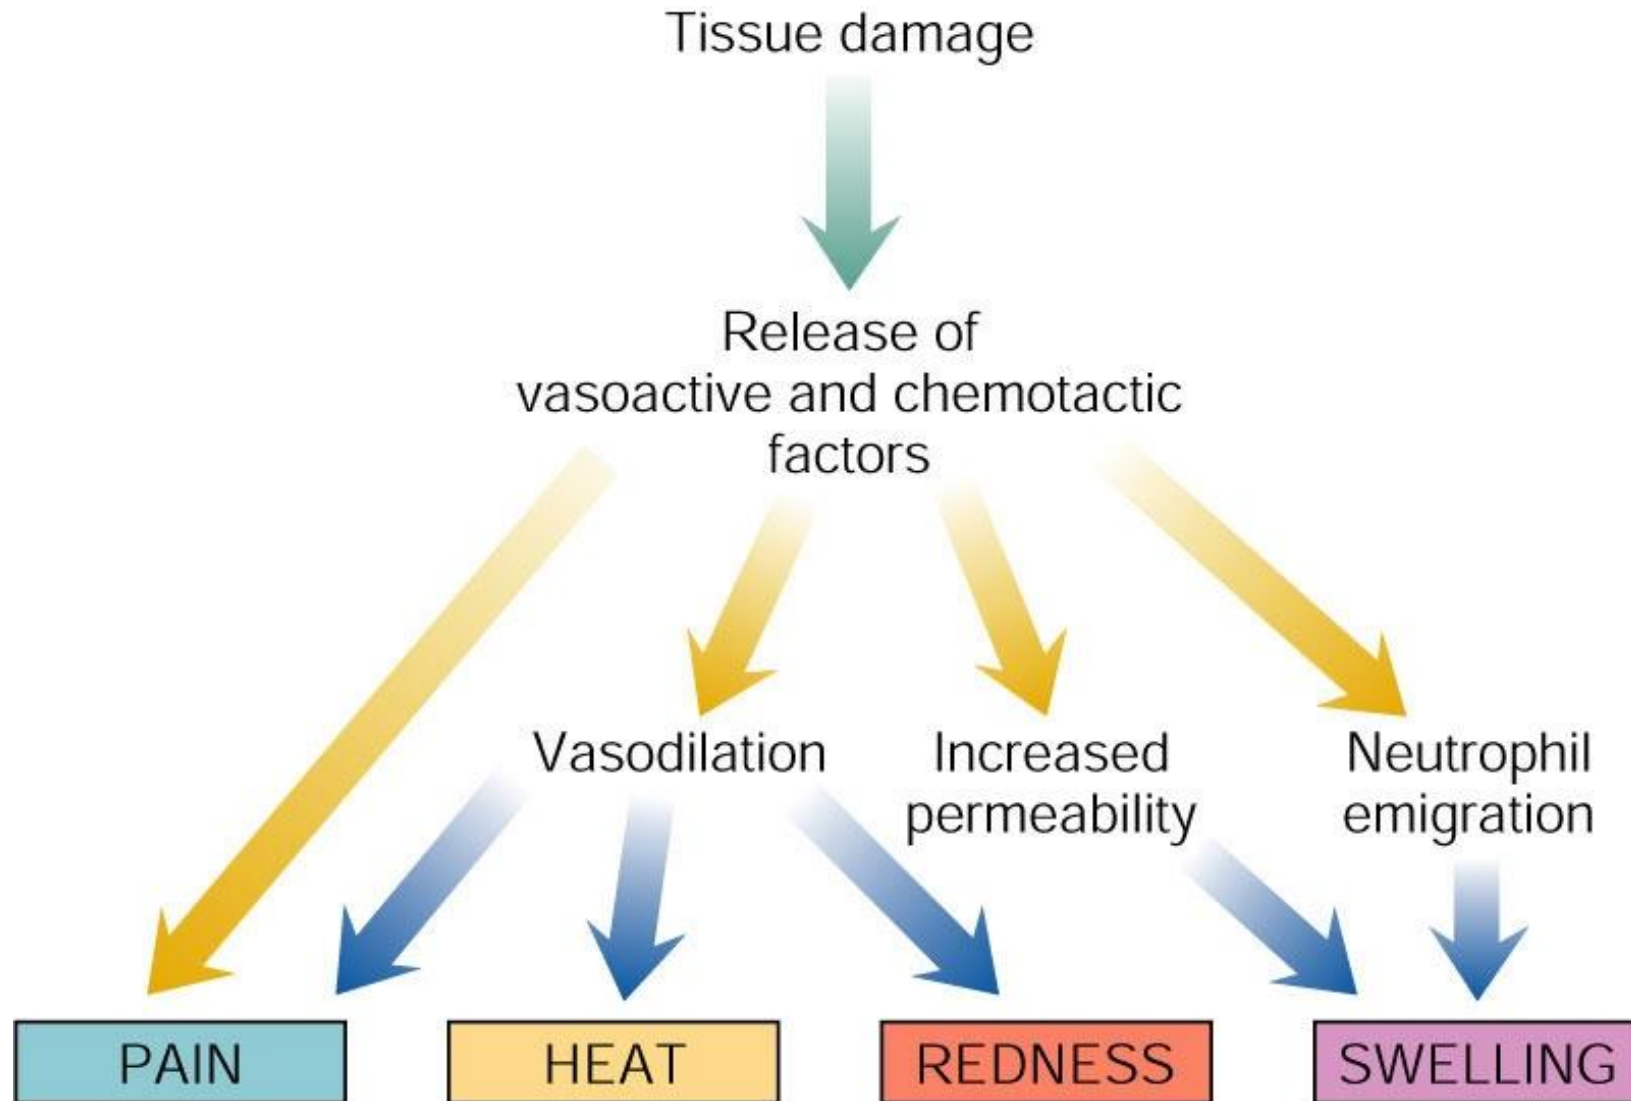 Tissue damage
Release of
vasoactive and chemotactic
factors
Vasodilation
Increased
permeability
Neutrophil
emigration
PAIN
HEAT
REDNESS
SWELLING